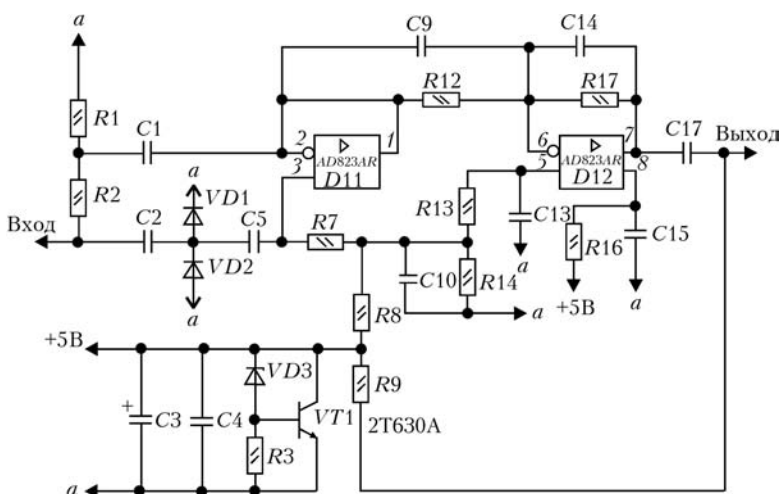 a
C9
C14
R1
C1
R12
R17
2
1
3
AD823AR
D11
6
5
7
8
AD823AR
D12
C17
Выход
R2
a
VD1
Вход
C2
C5
VD2
a
R7
R13
C13
a
R16
C15
+5В
a
C10
R14
a
R8
+5В
VD3
R9
+
C3
C4
VT1
2Т630А
R3
a